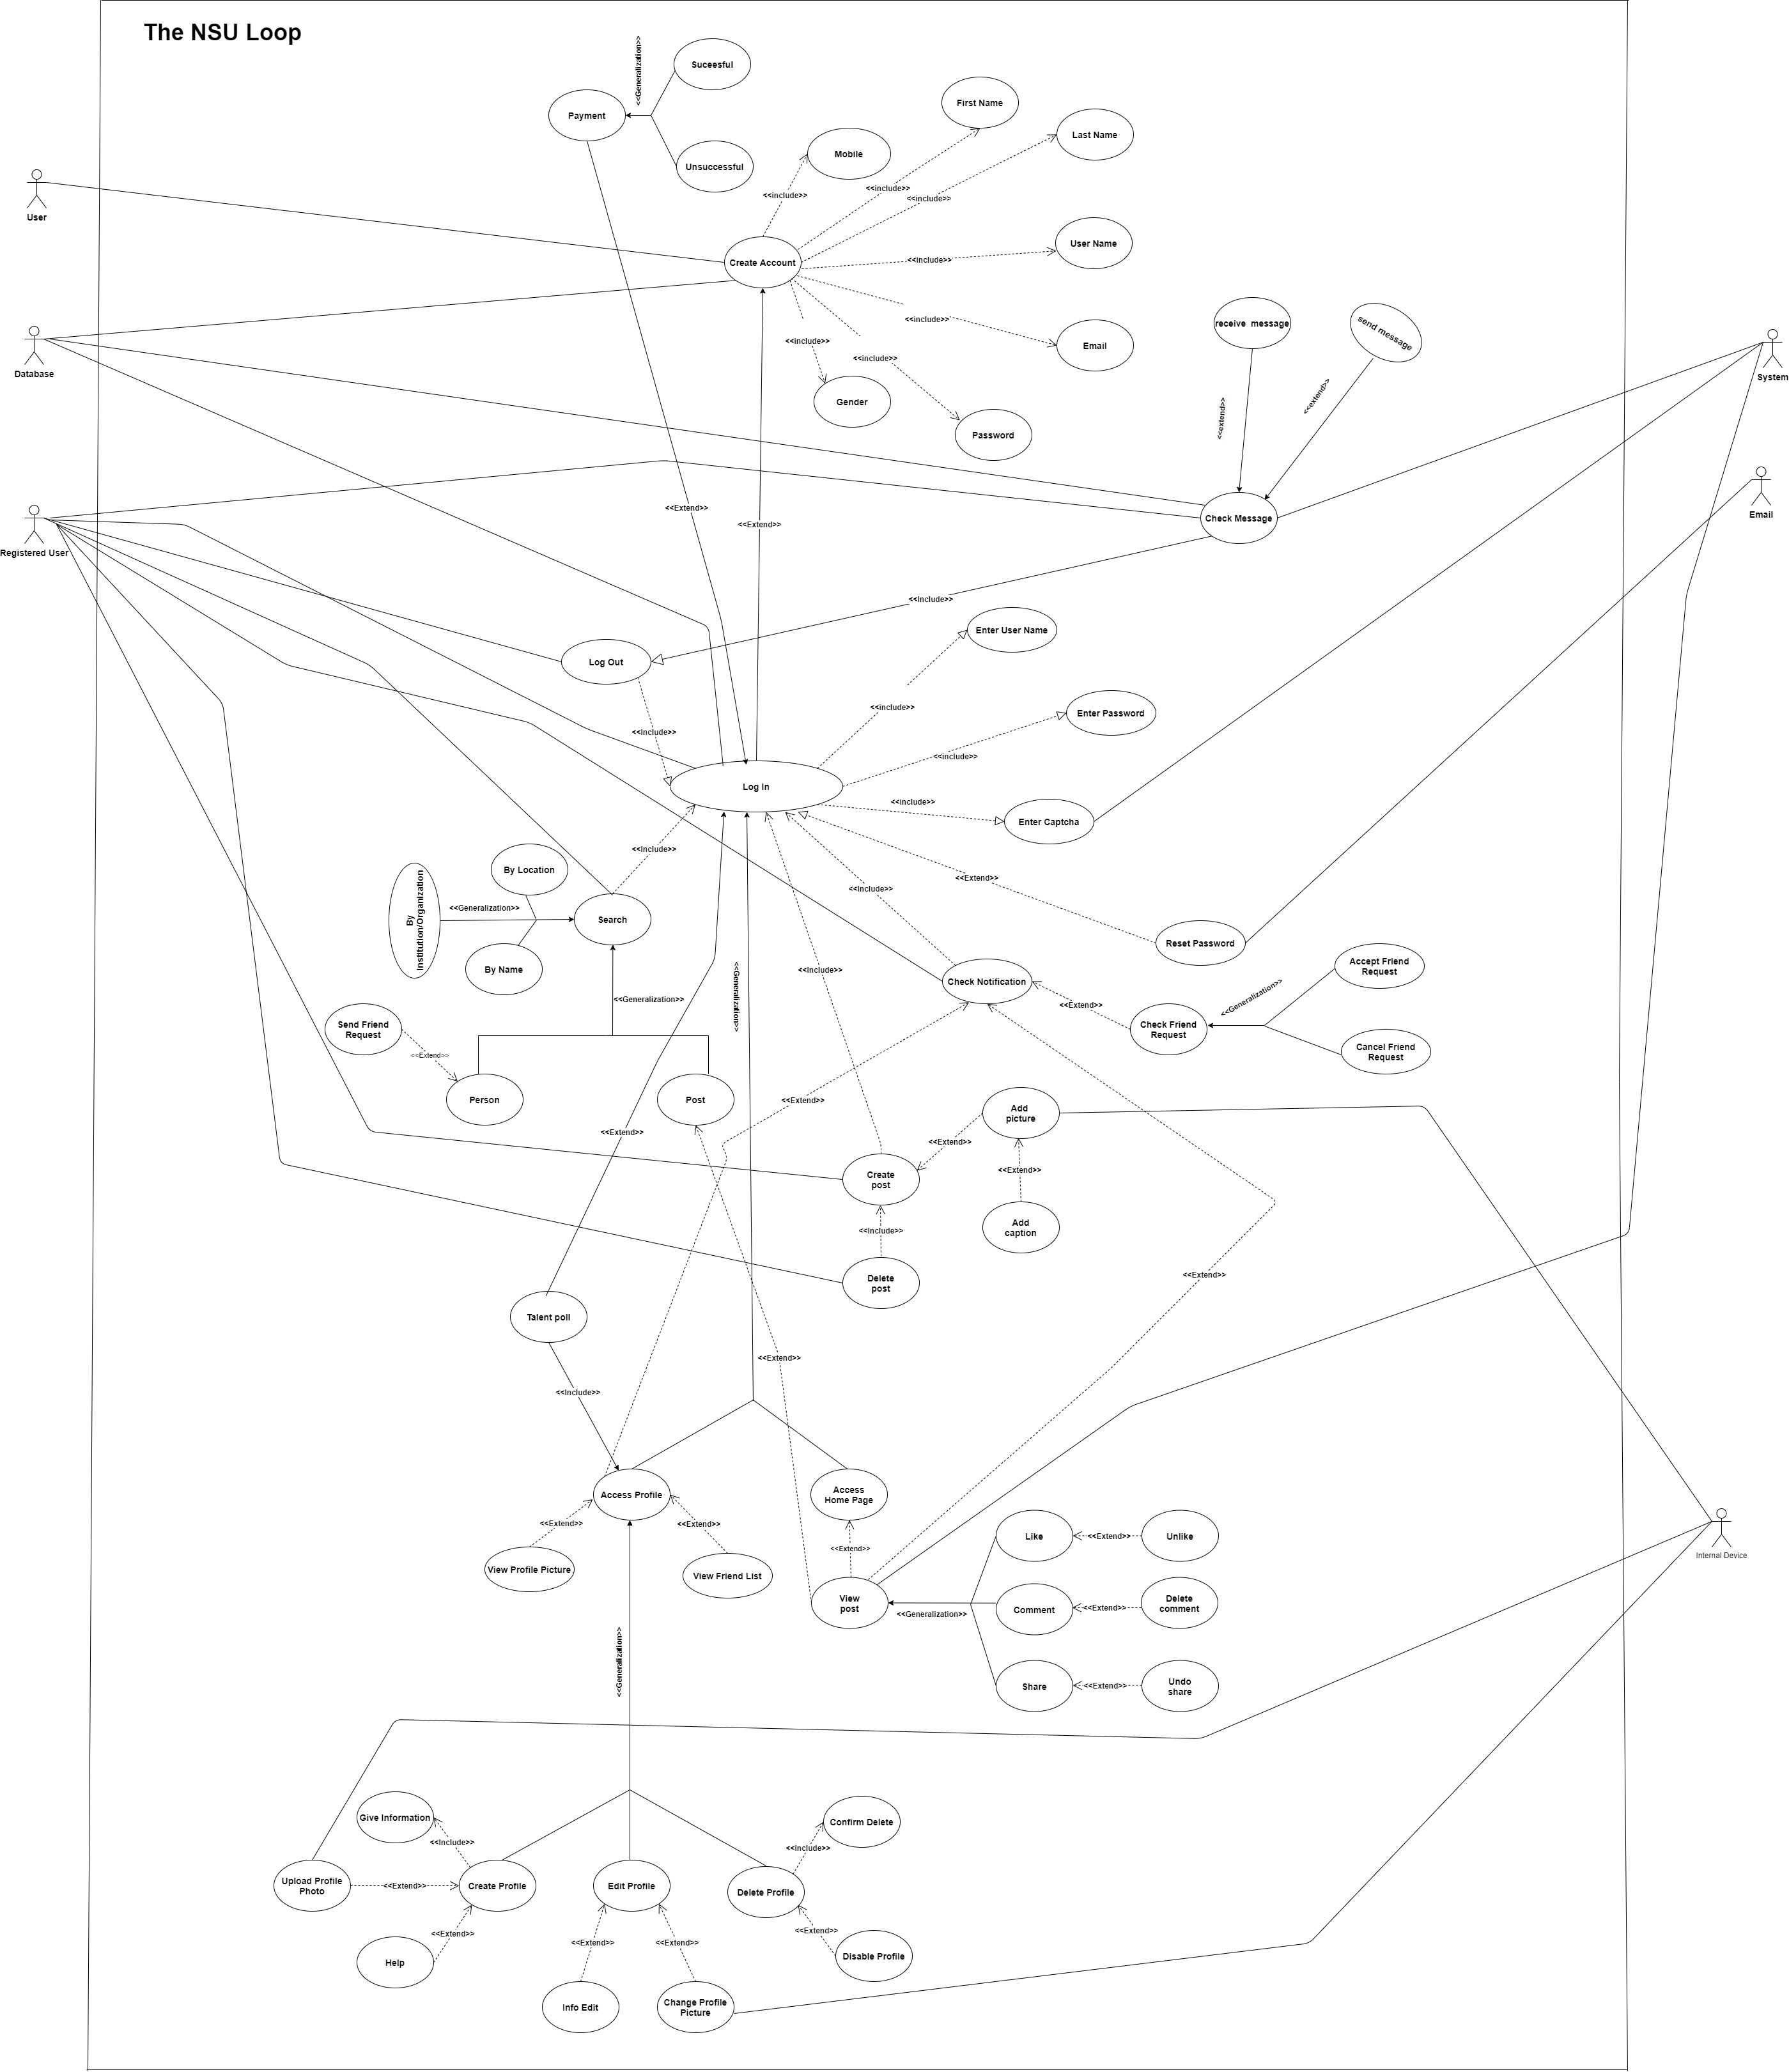 The NSU Loop
<<Generalization>>
Suceesful
Payment
Unsuccessful
First Name
Last Name
Mobile
<<include>>
<<include>>
<<include>>
User
User Name
Create Account
<<include>>
receive  message
send message
<<include>>
Email
<<include>>
<<include>>
Database
System
Gender
Password
<<extend>>
<<extend>>
<<Extend>>
<<Extend>>
Check Message
Email
Registered User
<<Include>>
Enter User Name
Log Out
<<include>>
Enter Password
<<Include>>
<<include>>
Log In
<<include>>
Enter Captcha
<<Include>>
By Location
<<Extend>>
<<Include>>
By
Institution/Organization
<<Generalization>>
Search
Reset Password
By Name
<<Include>>
<<Generalization>>
Check Notification
Accept Friend
Request
<<Generalization>>
<<Generalization>>
<<Extend>>
Send Friend
Request
Check Friend
Request
Cancel Friend
Request
<<Extend>>
Person
Post
<<Extend>>
Add
picture
<<Extend>>
<<Extend>>
<<Extend>>
Create
post
Add
caption
<<Include>>
Delete
post
<<Extend>>
Talent poll
<<Extend>>
<<Include>>
Access Profile
Access
Home Page
<<Extend>>
<<Extend>>
Like
<<Extend>>
Unlike
<<Extend>>
Internal Device
View Profile Picture
View Friend List
View
post
<<Generalization>>
Comment
<<Extend>>
Delete
comment
<<Generalization>>
Share
<<Extend>>
Undo
share
Give Information
Confirm Delete
<<Include>>
<<Include>>
Upload Profile
Photo
<<Extend>>
Create Profile
Edit Profile
Delete Profile
<<Extend>>
<<Extend>>
<<Extend>>
<<Extend>>
Help
Disable Profile
Info Edit
Change Profile
Picture